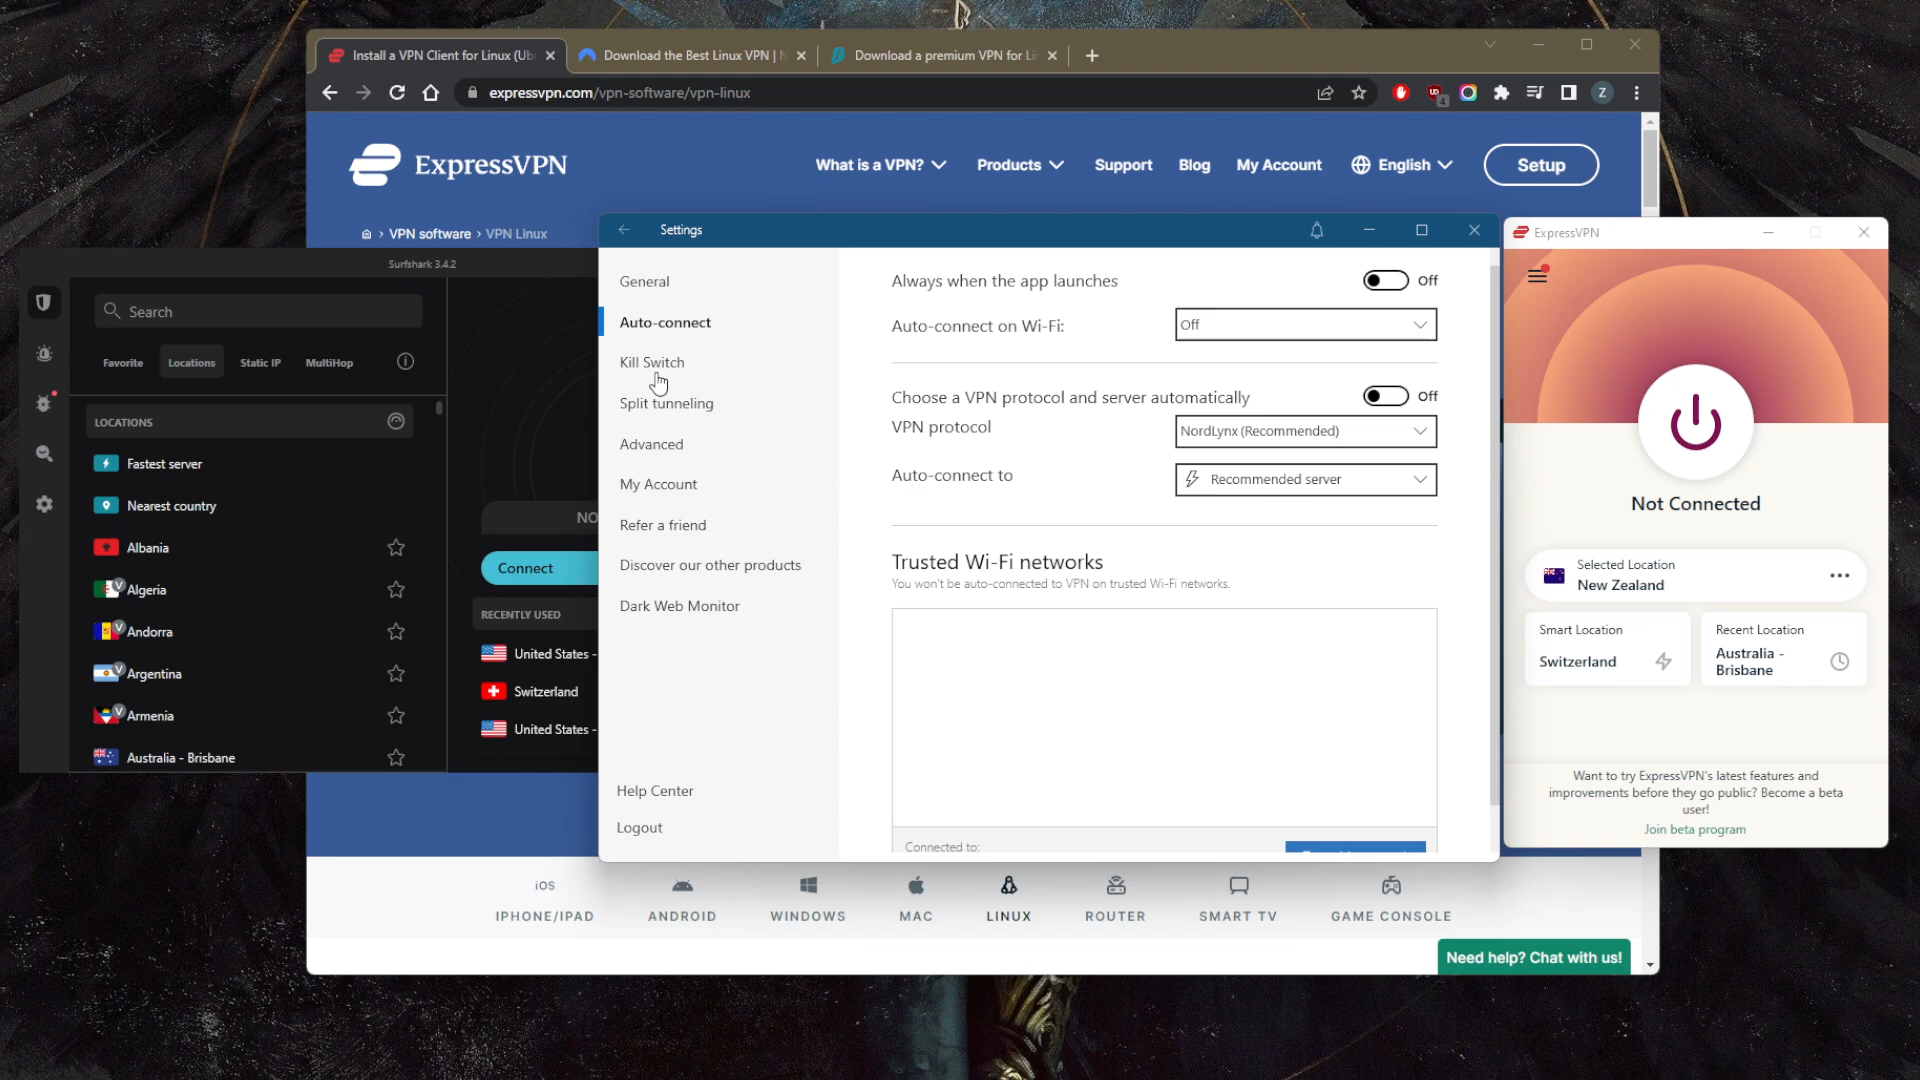 Install a VPN Client for Linux (Ub
Download the Best Linux VPN | N
Download a premium VPN for Li
expressvpn.com/vpn-software/vpn-linux
4
Z
ExpressVPN
What is a VPN?
Products
Support
Blog
My Account
English
Setup
VPN software › VPN Linux
Surfshark 3.4.2
Search
Favorite
Locations
Static IP
MultiHop
LOCATIONS
Fastest server
Nearest country
Albania
V
Algeria
V
Andorra
V
Argentina
V
Armenia
Australia - Brisbane
NO
Connect
RECENTLY USED
United States -
Switzerland
United States -
Settings
General
Auto-connect
Kill Switch
Split tunneling
Advanced
My Account
Refer a friend
Discover our other products
Dark Web Monitor
Help Center
Logout
Always when the app launches
Off
Auto-connect on Wi-Fi:
Off
Choose a VPN protocol and server automatically
Off
VPN protocol
NordLynx (Recommended)
Auto-connect to
Recommended server
Trusted Wi-Fi networks
You won't be auto-connected to VPN on trusted Wi-Fi networks.
Connected to:
ExpressVPN
Not Connected
Selected Location
New Zealand
Smart Location
Switzerland
Recent Location
Australia -
Brisbane
Want to try ExpressVPN's latest features and
improvements before they go public? Become a beta
user!
Join beta program
iOS
IPHONE/IPAD
ANDROID
WINDOWS
MAC
LINUX
ROUTER
SMART TV
GAME CONSOLE
Need help? Chat with us!